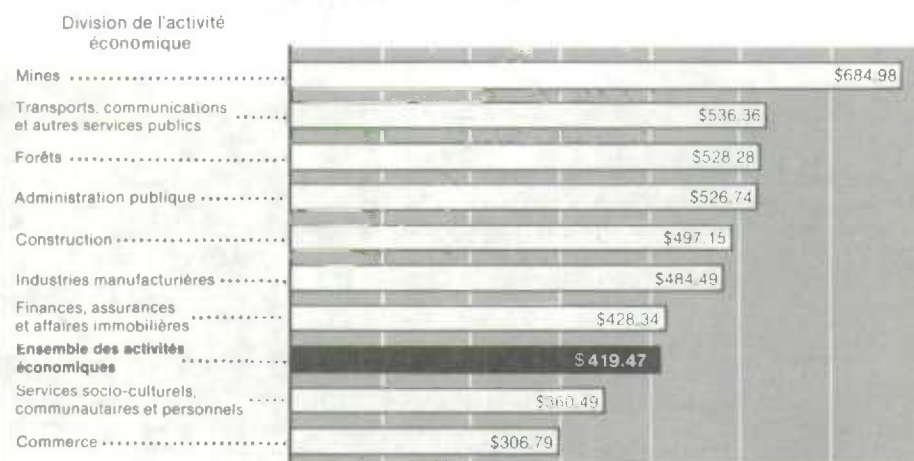 Division de l'activité
économique
Mines $684.98
Transports, communications
et autres services publics $536.36
Forêts $528.28
Administration publique $526.74
Construction $497.15
Industries manufacturières $484.49
Finances, assurances
et affaires immobilières $428.34
Ensemble des activités
économiques $419.47
Services socio-culturels,
communautaires et personnels $360.49
Commerce $306.79